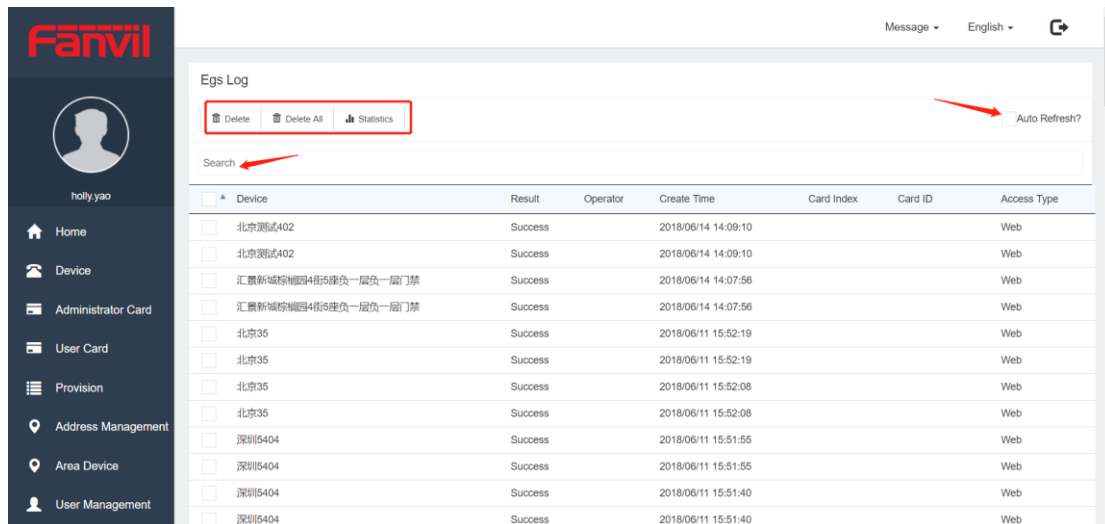 Fanvil
Message English
Egs Log
Delete Delete All Statistics Auto Refresh?
Search
holly.yao
Device Result Operator Create Time Card Index Card ID Access Type
Home
北京测试402 Success 2018/06/14 14:09:10 Web
北京测试402 Success 2018/06/14 14:09:10 Web
Device
汇景新城棕榈园4街5座负一层负一层门禁 Success 2018/06/14 14:07:56 Web
Administrator Card
汇景新城棕榈园4街5座负一层负一层门禁 Success 2018/06/14 14:07:56 Web
北京35 Success 2018/06/11 15:52:19 Web
User Card
北京35 Success 2018/06/11 15:52:19 Web
Provision
北京35 Success 2018/06/11 15:52:08 Web
北京35 Success 2018/06/11 15:52:08 Web
Address Management
深圳5404 Success 2018/06/11 15:51:55 Web
Area Device
深圳5404 Success 2018/06/11 15:51:55 Web
深圳5404 Success 2018/06/11 15:51:40 Web
User Management
深圳5404 Success 2018/06/11 15:51:40 Web